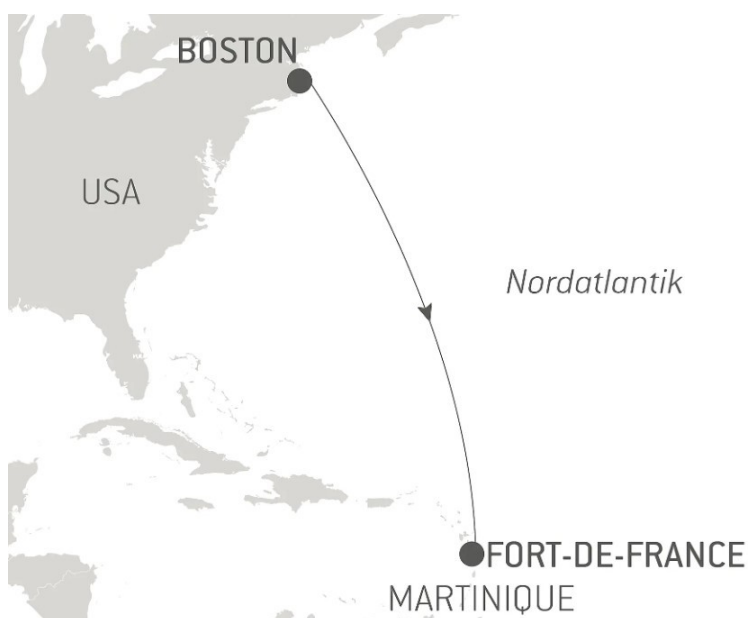 BOSTON
USA
Nordatlantik
FORT-DE-FRANCE
MARTINIQUE